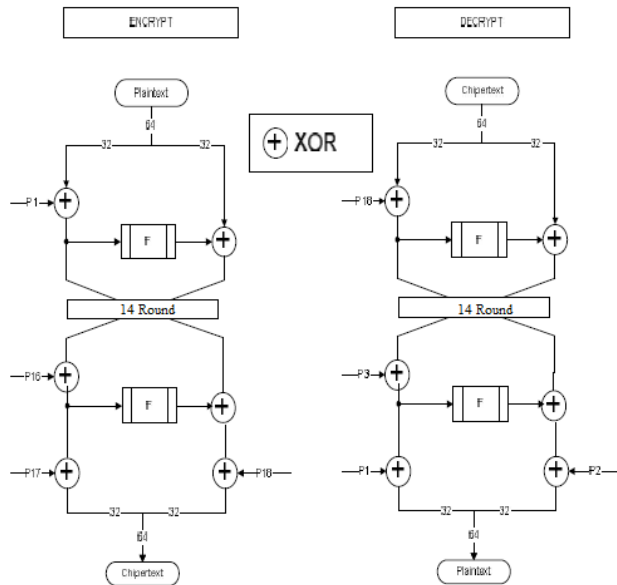 ENCRYPT
DECRYPT
Plaintext
Chipertext
64
64
32 32
32 32
+ XOR
P1
P18
+
+
F
+
F
+
14 Round
14 Round
P16
P3
+
+
F
+
F
+
P17
+
+
P18
P1
+
+
P2
32 32
32 32
64
64
Chipertext
Plaintext